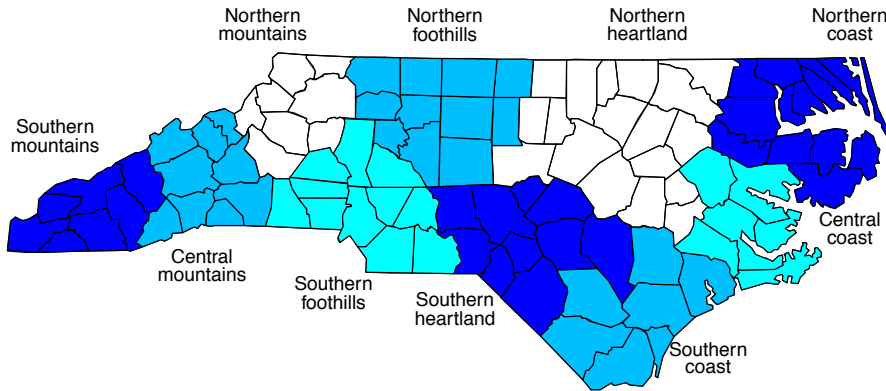 Northern
mountains
Northern
foothills
Northern
heartland
Northern
coast
Southern
mountains
Central
mountains
Southern
foothills
Southern
heartland
Central
coast
Southern
coast